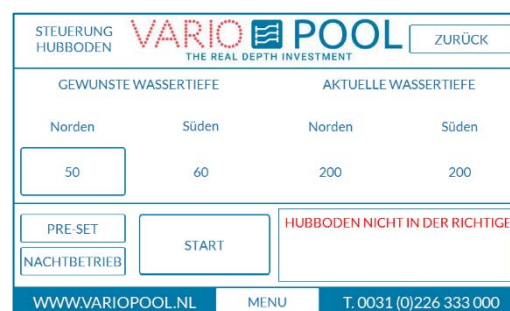 STEUERUNG
HUBBODEN
VARIO POOL
THE REAL DEPTH INVESTMENT
ZURÜCK
GEWUNSTE WASSERTIEFE
AKTUELLE WASSERTIEFE
Norden Süden Norden Süden
50 60 200 200
PRE-SET
NACHTBETRIEB
START
HUBBODEN NICHT IN DER RICHTIGE
WWW.VARIOPOOL.NL MENU T. 0031 (0)226 333 000